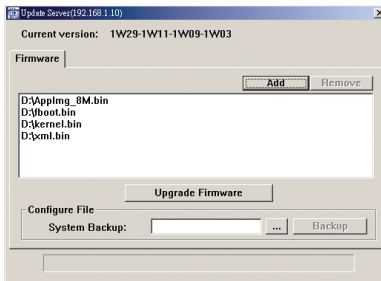 Update Server(192.168.1.10)
Current version: 1W29-1W11-1W09-1W03
Firmware
Add Remove
D:\AppImg_8M.bin
D:\fboot.bin
D:\kernel.bin
D:\xml.bin
Upgrade Firmware
Configure File
System Backup: ... Backup